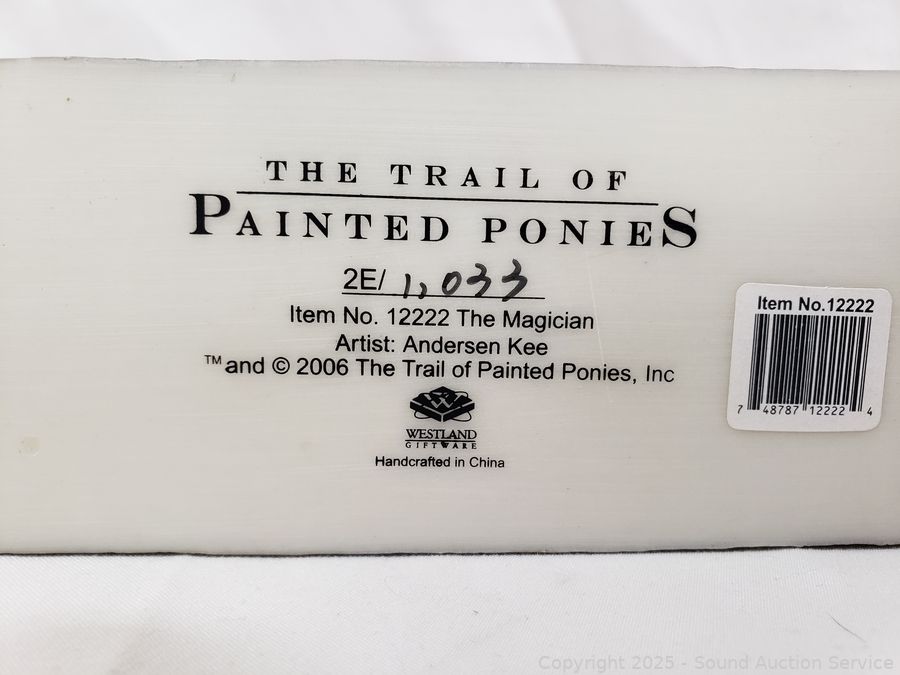 THE TRAIL OF
PAINTED PONIES
2E/ 1,033
Item No. 12222 The Magician
Artist: Andersen Kee
™ and © 2006 The Trail of Painted Ponies, Inc
WESTLAND
GIFTWARE
Handcrafted in China
Item No.12222
7 48787 12222 4
Copyright 2025 - Sound Auction Service